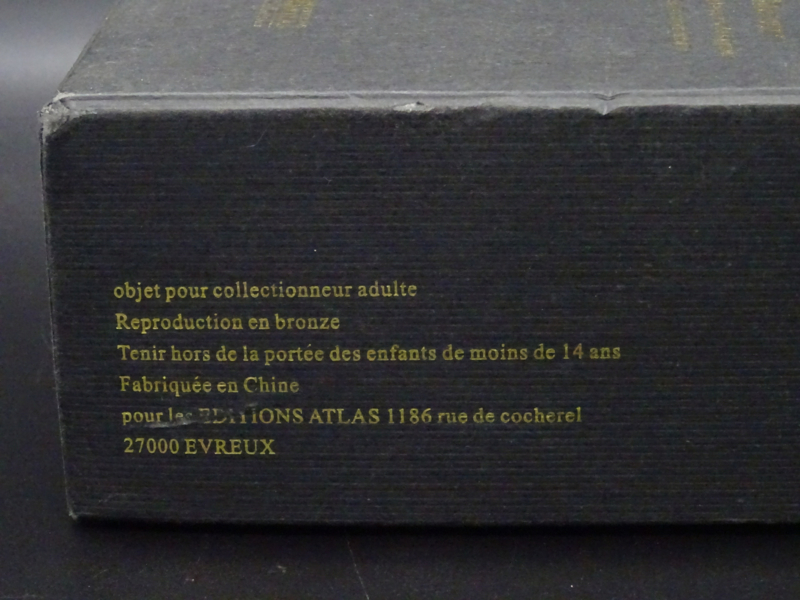 objet pour collectionneur adulte
Reproduction en bronze
Tenir hors de la portée des enfants de moins de 14 ans
Fabriquée en Chine
pour les EDITIONS ATLAS 1186 rue de cocherel
27000 EVREUX